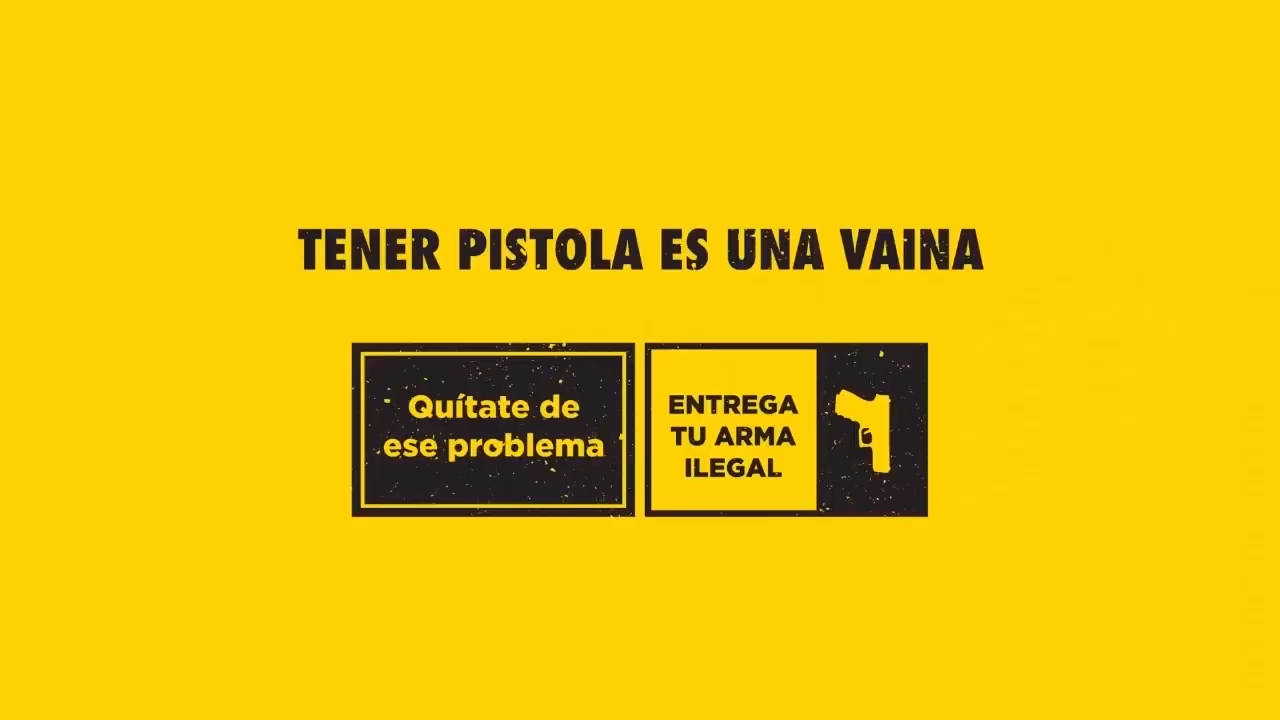 TENER PISTOLA ES UNA VAINA
Quítate de
ese problema
ENTREGA
TU ARMA
ILEGAL